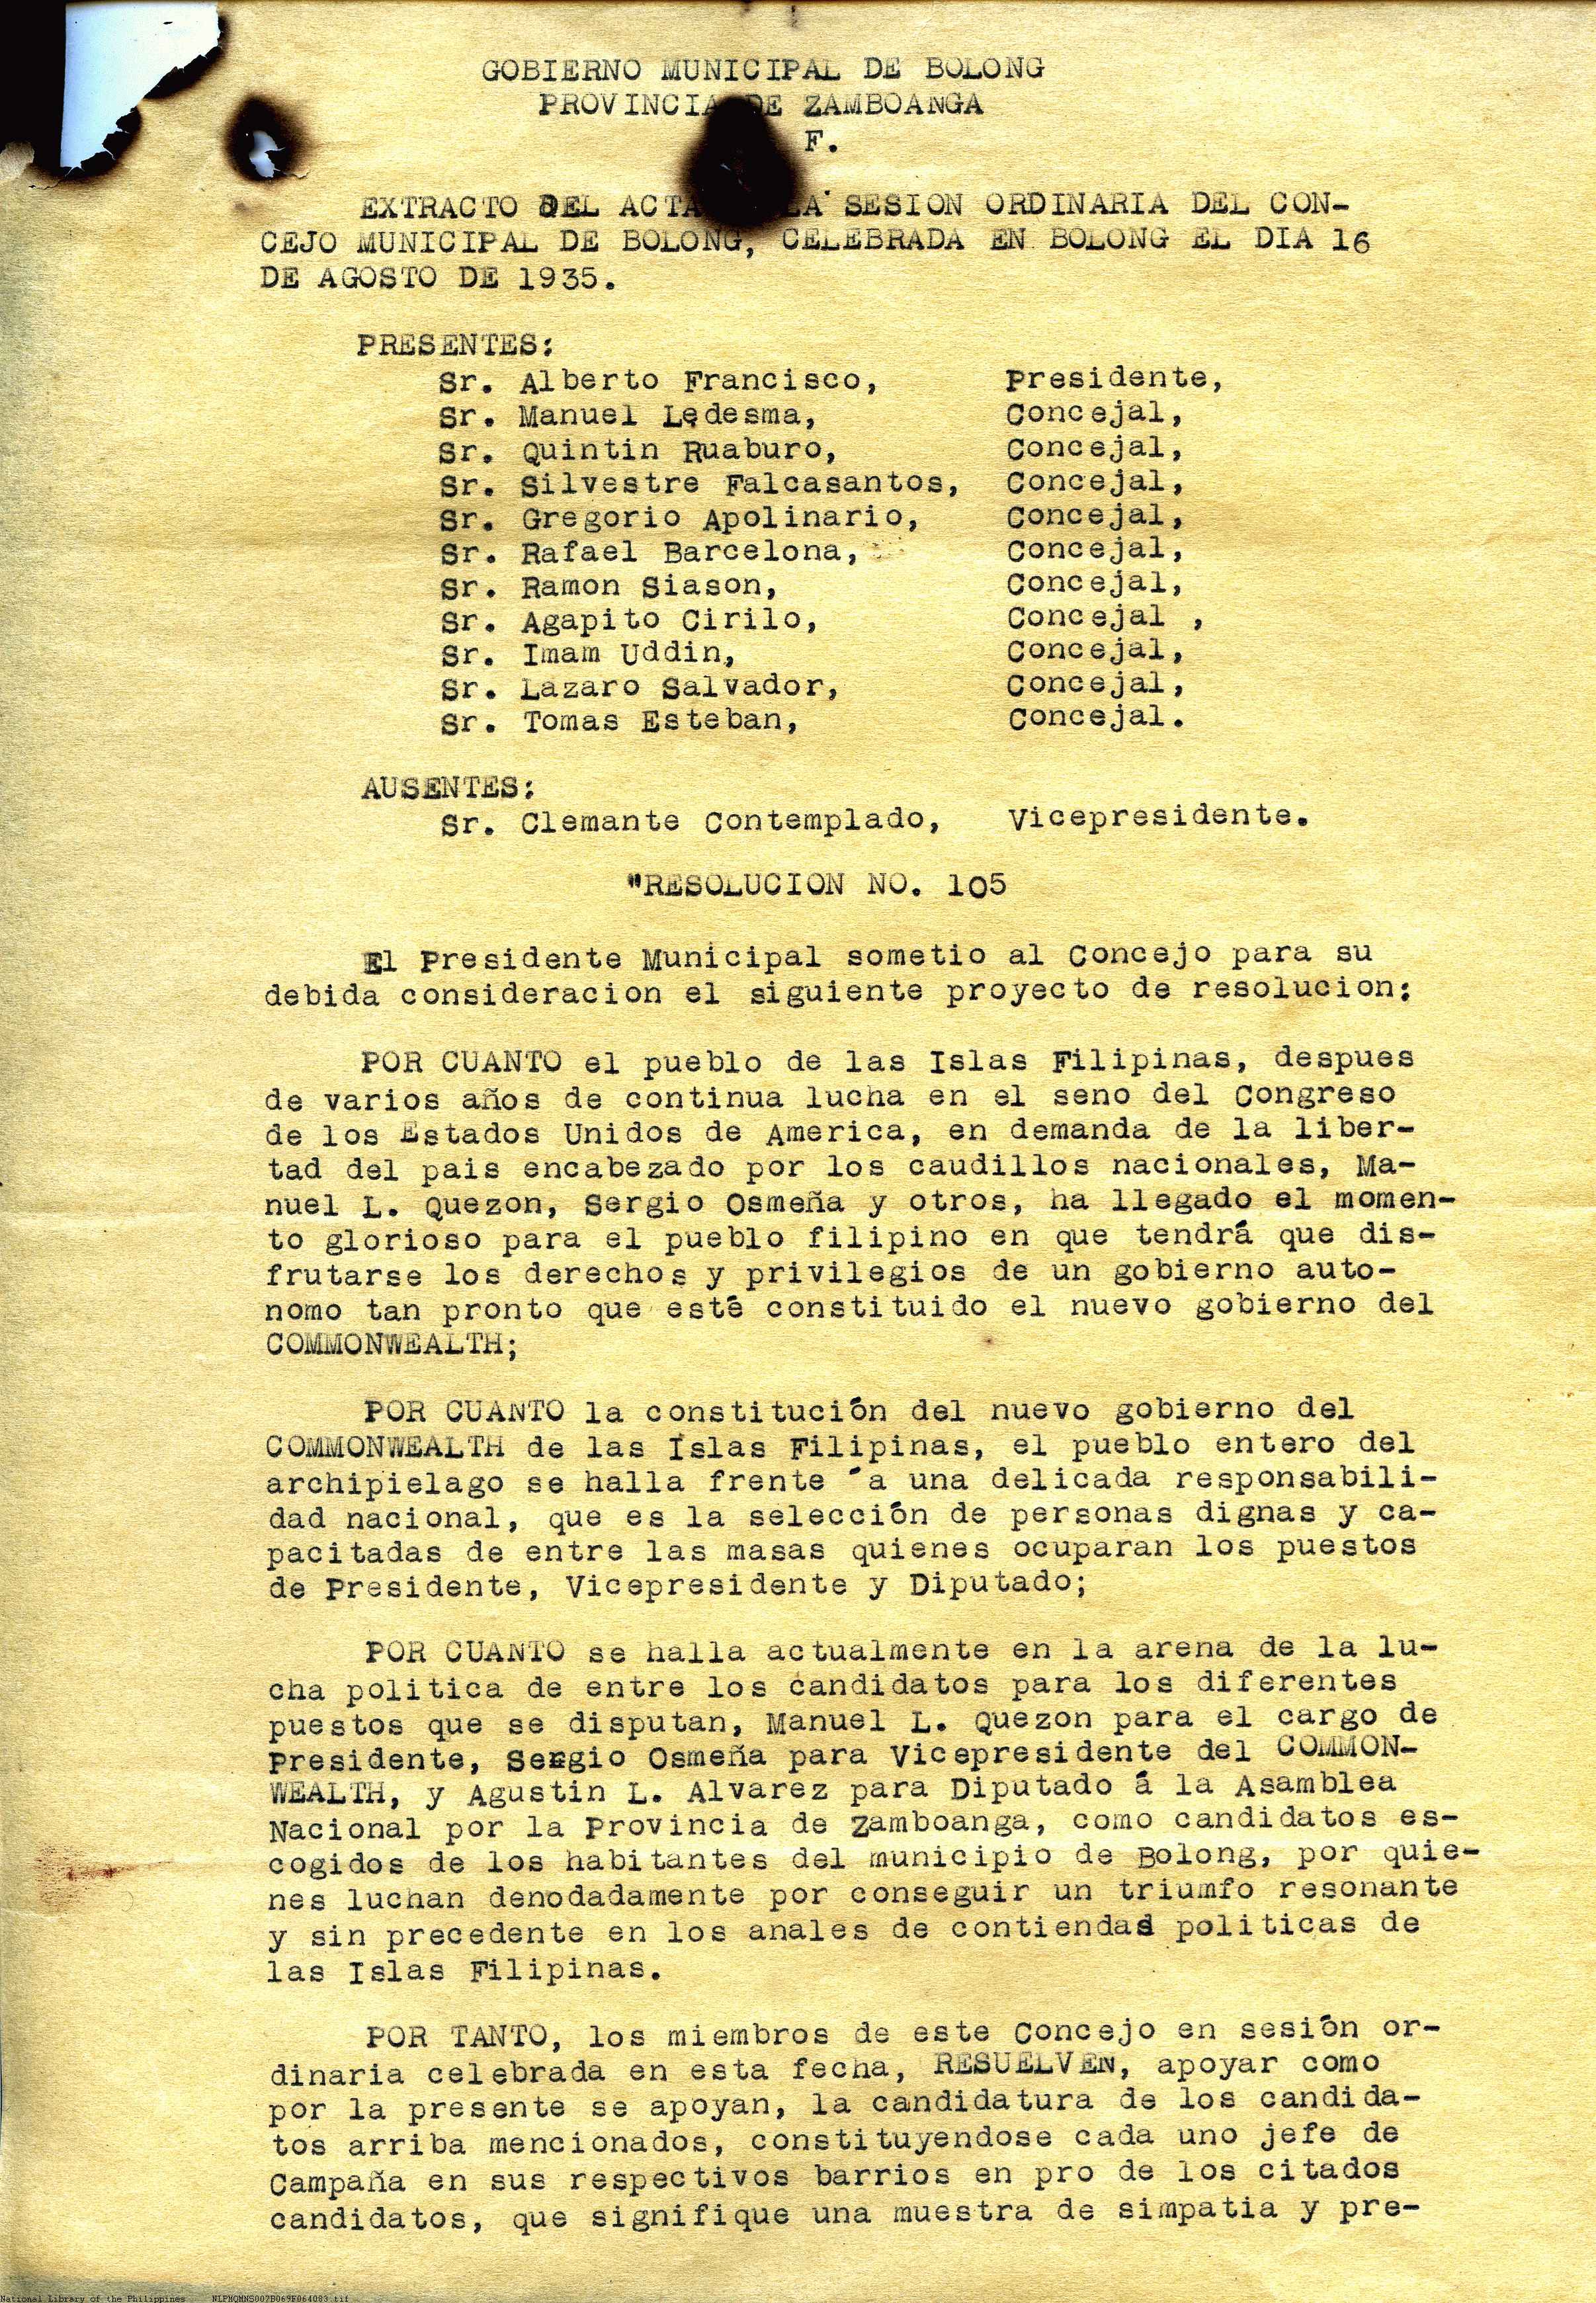 GOBIERNO MUNICIPAL DE BOLONG
PROVINCIA DE ZAMBOANGA
F.
EXTRACTO DEL ACTA LA SESION ORDINARIA DEL CON-
CEJO MUNICIPAL DE BOLONG, CELEBRADA EN BOLONG EL DIA 16
DE AGOSTO DE 1935.
PRESENTES:
Sr. Alberto Francisco, Presidente,
Sr. Manuel Ledesma, Concejal,
Sr. Quintin Ruaburo, Concejal,
Sr. Silvestre Falcasantos, Concejal,
Sr. Gregorio Apolinario, Concejal,
Sr. Rafael Barcelona, Concejal,
Sr. Ramon Siason, Concejal,
Sr. Agapito Cirilo, Concejal ,
Sr. Imam Uddin, Concejal,
Sr. Lazaro Salvador, Concejal,
Sr. Tomas Esteban, Concejal.
AUSENTES:
Sr. Clemante Contemplado, Vicepresidente.
"RESOLUCION NO. 105
El Presidente Municipal sometio al Concejo para su
debida consideracion el siguiente proyecto de resolucion:
POR CUANTO el pueblo de las Islas Filipinas, despues
de varios años de continua lucha en el seno del Congreso
de los Estados Unidos de America, en demanda de la liber-
tad del pais encabezado por los caudillos nacionales, Ma-
nuel L. Quezon, Sergio Osmeña y otros, ha llegado el momen-
to glorioso para el pueblo filipino en que tendrá que dis-
frutarse los derechos y privilegios de un gobierno auto-
nomo tan pronto que esté constituido el nuevo gobierno del
COMMONWEALTH;
POR CUANTO la constitución del nuevo gobierno del
COMMONWEALTH de las Islas Filipinas, el pueblo entero del
archipielago se halla frente ´a una delicada responsabili-
dad nacional, que es la selección de personas dignas y ca-
pacitadas de entre las masas quienes ocuparan los puestos
de Presidente, Vicepresidente y Diputado;
POR CUANTO se halla actualmente en la arena de la lu-
cha politica de entre los candidatos para los diferentes
puestos que se disputan, Manuel L. Quezon para el cargo de
Presidente, Sergio Osmeña para Vicepresidente del COMMON-
WEALTH, y Agustin L. Alvarez para Diputado á la Asamblea
Nacional por la Provincia de Zamboanga, como candidatos es-
cogidos de los habitantes del municipio de Bolong, por quie-
nes luchan denodadamente por conseguir un triumfo resonante
y sin precedente en los anales de contiendas politicas de
las Islas Filipinas.
POR TANTO, los miembros de este Concejo en sesión or-
dinaria celebrada en esta fecha, RESUELVEN, apoyar como
por la presente se apoyan, la candidatura de los candida-
tos arriba mencionados, constituyendose cada uno jefe de
Campaña en sus respectivos barrios en pro de los citados
candidatos, que signifique una muestra de simpatia y pre-
National Library of the Philippines NLPMQMNS007B069F064003.tif